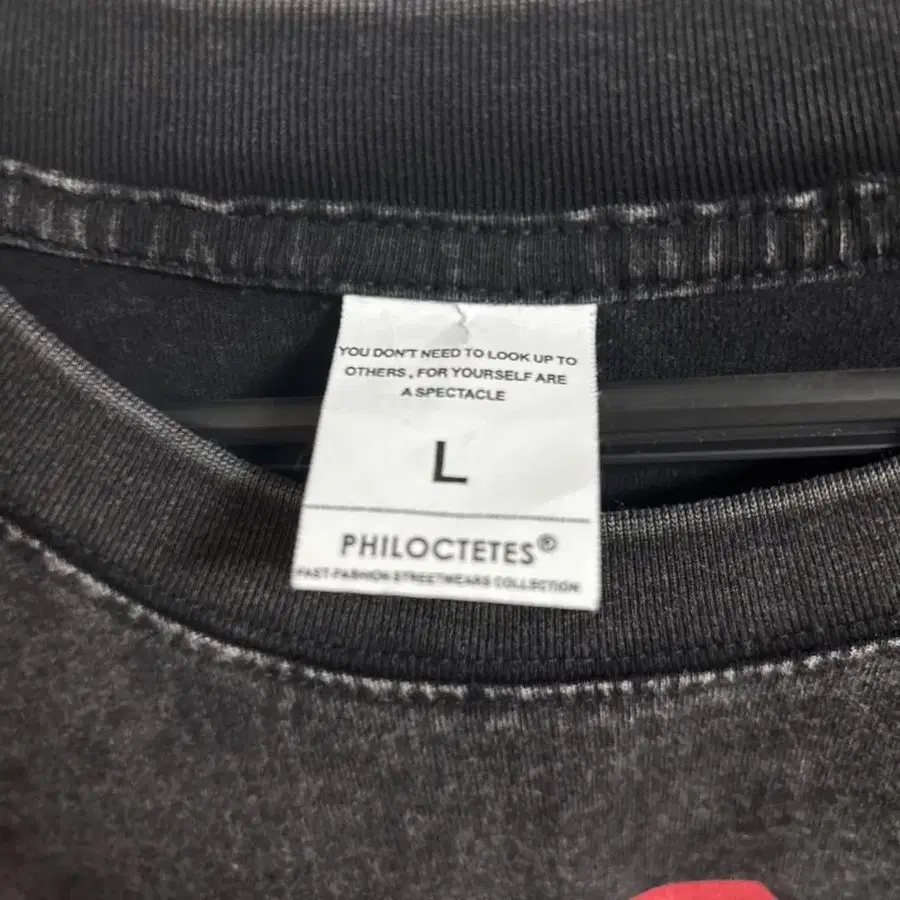 YOU DON'T NEED TO LOOK UP TO
OTHERS, FOR YOURSELF ARE
A SPECTACLE
L
PHILOCTETES®
FAST-FASHION STREETWEARS COLLECTION